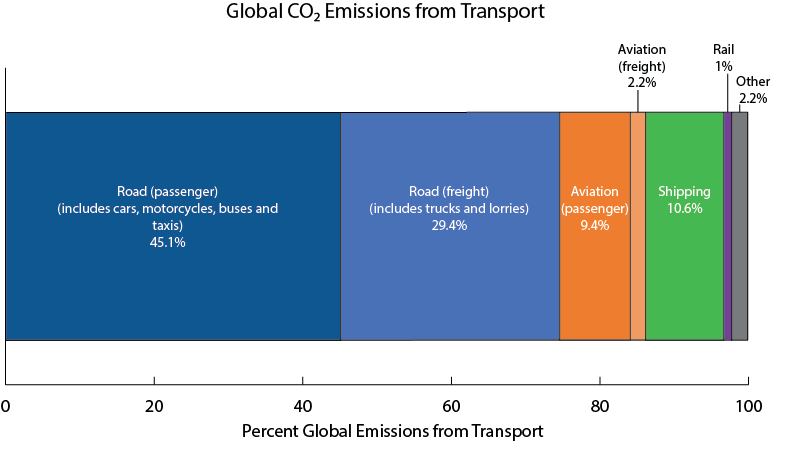 Global CO₂ Emissions from Transport
Aviation
(freight)
2.2%
Rail
1%
Other
2.2%
Road (passenger)
(includes cars, motorcycles, buses and
taxis)
45.1%
Road (freight)
(includes trucks and lorries)
29.4%
Aviation
(passenger)
9.4%
Shipping
10.6%
0 20 40 60 80 100
Percent Global Emissions from Transport